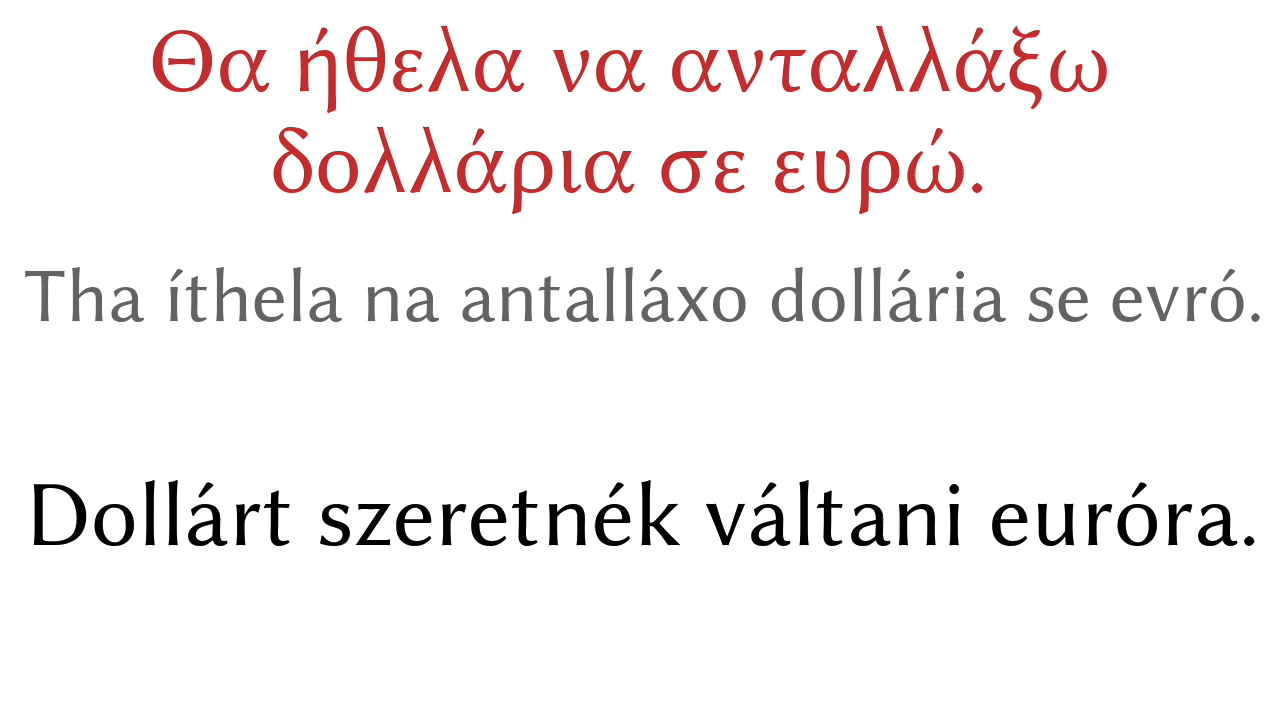 Θα ήθελα να ανταλλάξω
δολλάρια σε ευρώ.
Tha íthela na antalláxo dollária se evró.
Dollárt szeretnék váltani euróra.